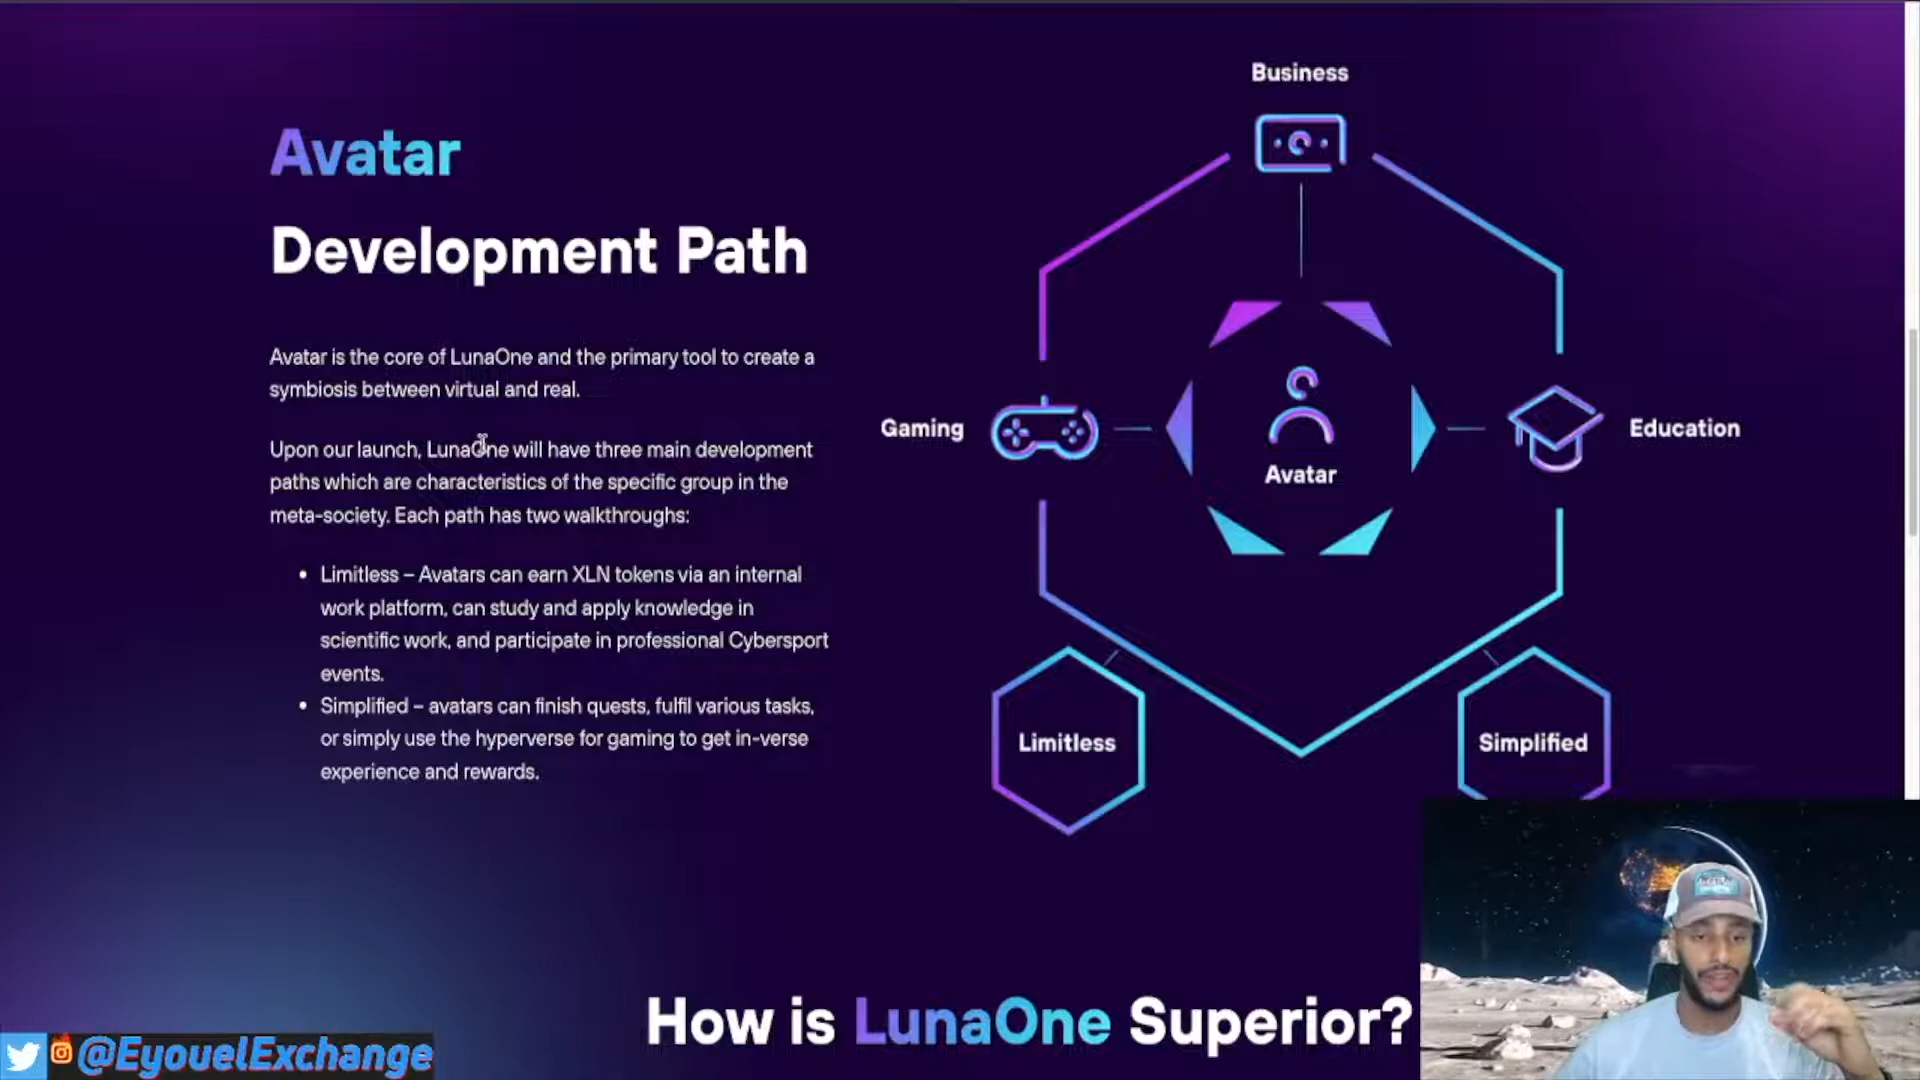 Avatar
Development Path
Avatar is the core of LunaOne and the primary tool to create a
symbiosis between virtual and real.
Upon our launch, LunaOne will have three main development
paths which are characteristics of the specific group in the
meta-society. Each path has two walkthroughs:
• Limitless – Avatars can earn XLN tokens via an internal
work platform, can study and apply knowledge in
scientific work, and participate in professional Cybersport
events.
• Simplified – avatars can finish quests, fulfil various tasks,
or simply use the hyperverse for gaming to get in-verse
experience and rewards.
Business
Gaming
Avatar
Education
Limitless
Simplified
How is LunaOne Superior?
@EyouelExchange